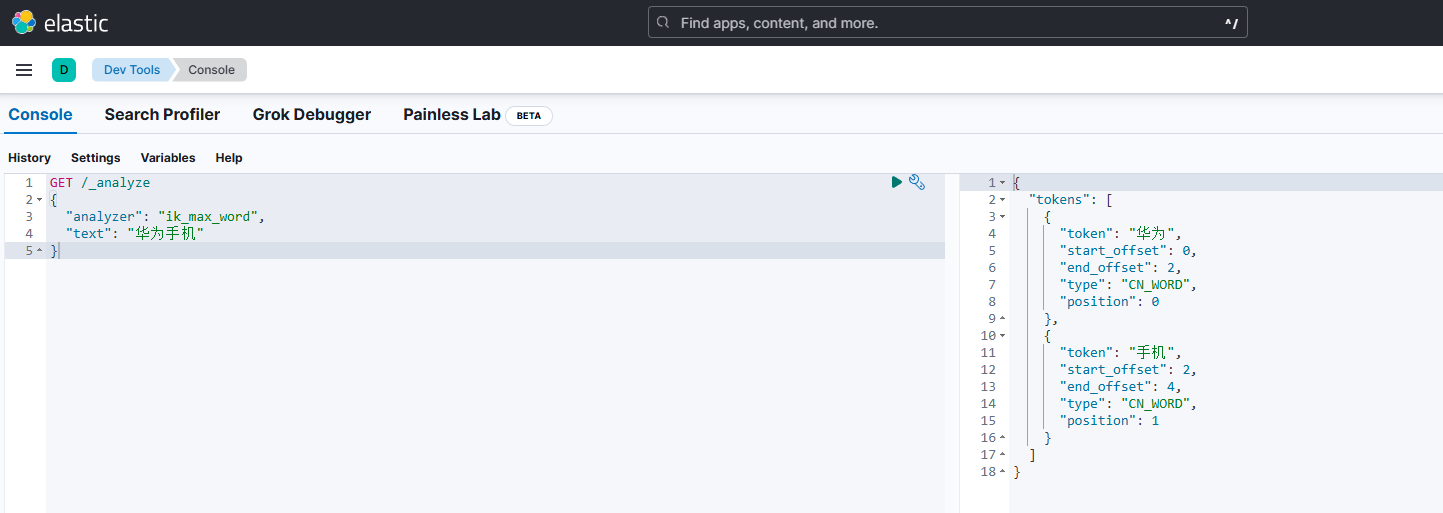 elastic
Find apps, content, and more.
^/
D
Dev Tools
Console
Console
Search Profiler
Grok Debugger
Painless Lab
BETA
History
Settings
Variables
Help
1 GET /_analyze
2 {
3 "analyzer": "ik_max_word",
4 "text": "华为手机"
5 }
1 {
2 "tokens": [
3 {
4 "token": "华为",
5 "start_offset": 0,
6 "end_offset": 2,
7 "type": "CN_WORD",
8 "position": 0
9 },
10 {
11 "token": "手机",
12 "start_offset": 2,
13 "end_offset": 4,
14 "type": "CN_WORD",
15 "position": 1
16 }
17 ]
18 }